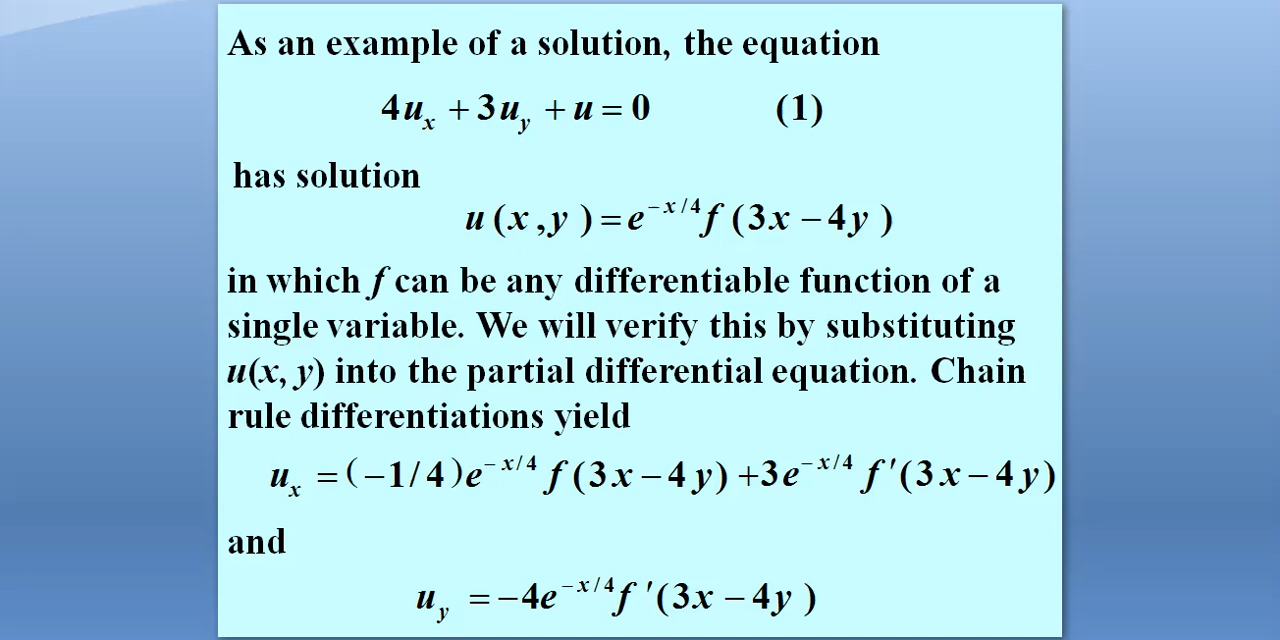 As an example of a solution, the equation
4u_x + 3u_y + u = 0 (1)
has solution
u(x,y) = e^{-x/4} f(3x − 4y)
in which f can be any differentiable function of a
single variable. We will verify this by substituting
u(x, y) into the partial differential equation. Chain
rule differentiations yield
u_x = (−1/4)e^{-x/4} f(3x − 4y) + 3e^{-x/4} f′(3x − 4y)
and
u_y = −4e^{-x/4} f′(3x − 4y)